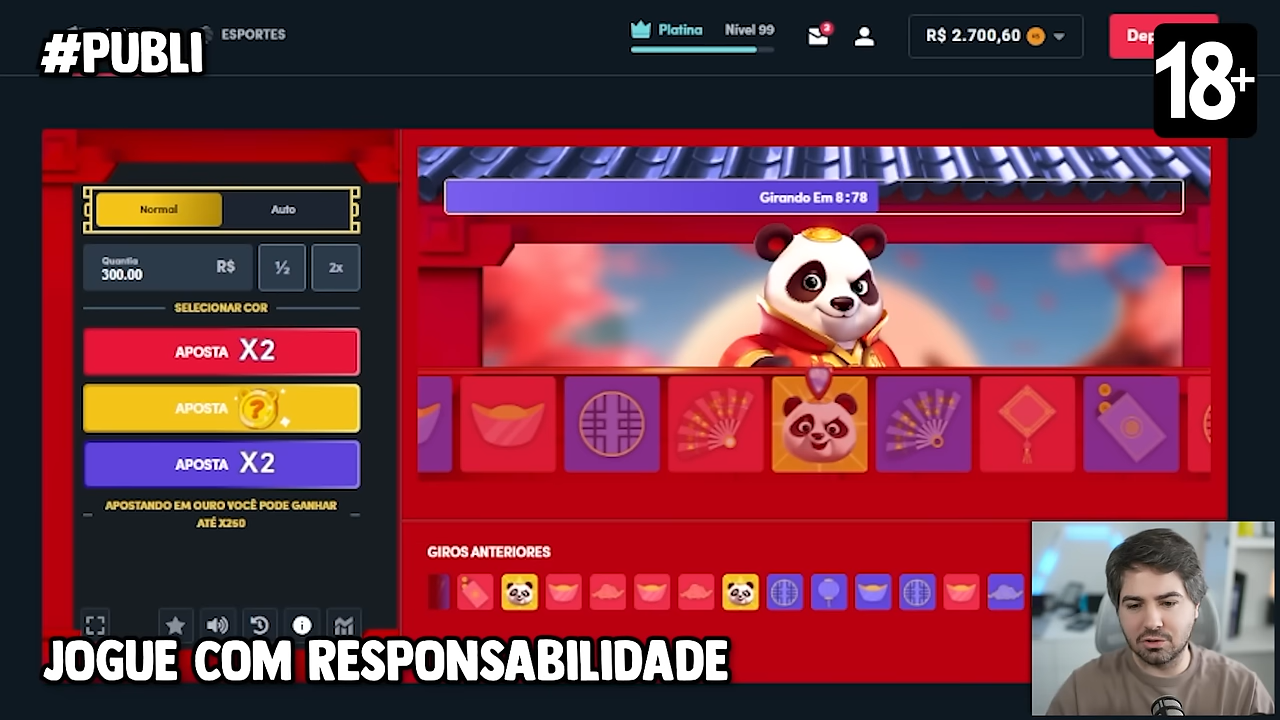 #PUBLI
ESPORTES
Platina
Nível 99
3
R$ 2.700,60
R$
18+
Girando Em 8:78
Normal
Auto
Quantia
300.00
R$
½
2x
SELECIONAR COR
APOSTA X2
APOSTA ?
APOSTA X2
APOSTANDO EM OURO VOCÊ PODE GANHAR
ATÉ X250
GIROS ANTERIORES
JOGUE COM RESPONSABILIDADE